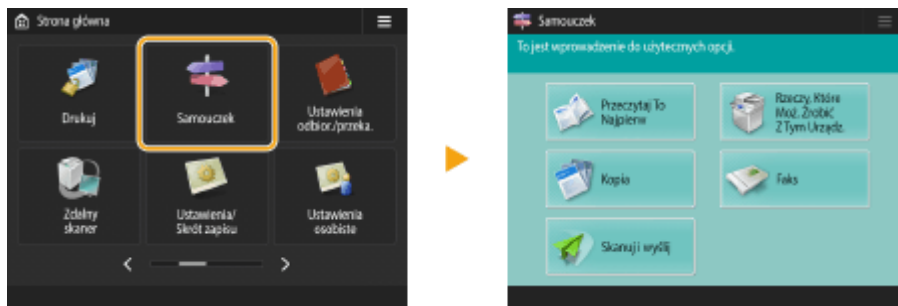 Strona główna
Drukuj
Samouczek
Ustawienia
odbior./przeka.
Zdalny
skaner
Ustawienia/
Skrót zapisu
Ustawienia
osobiste
Samouczek
To jest wprowadzenie do użytecznych opcji.
Przeczytaj To
Najpierw
Rzeczy, Które
Moż. Zrobić
Z Tym Urządz.
Kopia
Faks
Skanuj i wyślij